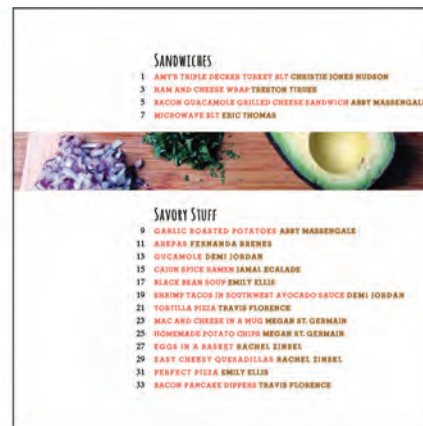 SANDWICHES
1 AMY'S TRIPLE DECKER TURKEY BLT CHRISTIE JONES HUDSON
3 HAM AND CHEESE WRAP TRESTON TIRUES
5 BACON GUACAMOLE GRILLED CHEESE SANDWICH ABBY MASSENGALE
7 MICROWAVE BLT ERIC THOMAS
SAVORY STUFF
9 GARLIC ROASTED POTATOES ABBY MASSENGALE
11 AREPAS FERNANDA BRENES
13 GUCAMOLE DEMI JORDAN
15 CAJUN SPICE RAMEN JAMAL ECALADE
17 BLACK BEAN SOUP EMILY ELLIS
19 SHRIMP TACOS IN SOUTHWEST AVOCADO SAUCE DEMI JORDAN
21 TORTILLA PIZZA TRAVIS FLORENCE
23 MAC AND CHEESE IN A MUG MEGAN ST. GERMAIN
25 HOMEMADE POTATO CHIPS MEGAN ST. GERMAIN
27 EGGS IN A BASKET RACHEL ZINSEL
29 EASY CHEESY QUESADILLAS RACHEL ZINSEL
31 PERFECT PIZZA EMILY ELLIS
33 BACON PANCAKE DIPPERS TRAVIS FLORENCE